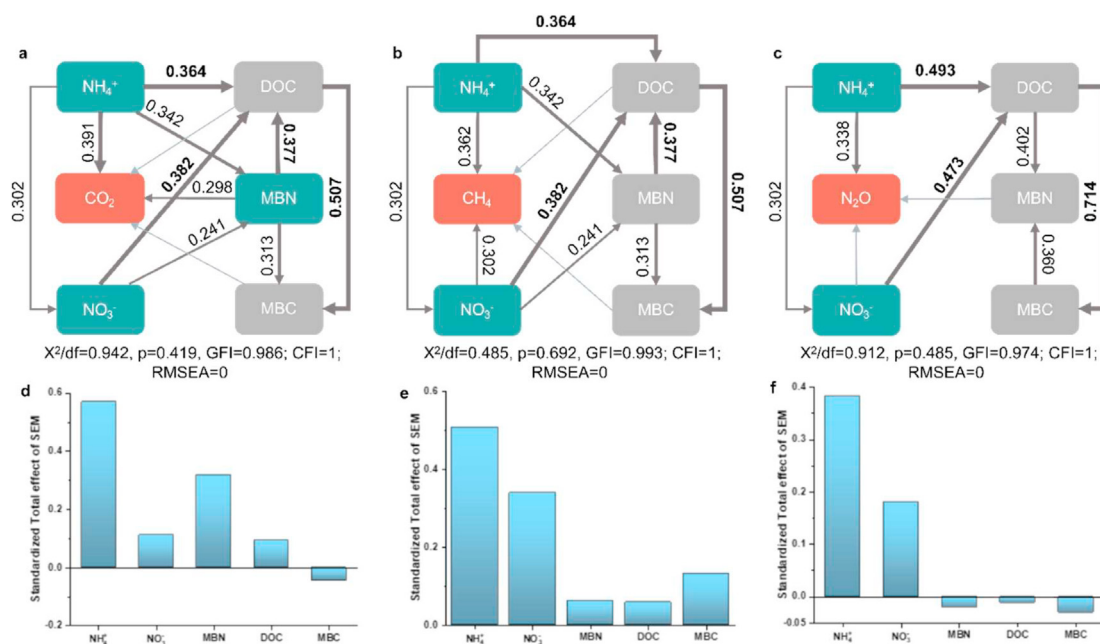 a
0.364
NH₄⁺
DOC
0.342
0.391
0.377
0.382
0.302
CO₂
0.298
MBN
0.507
0.241
0.313
NO₃⁻
MBC
X²/df=0.942, p=0.419, GFI=0.986; CFI=1;
RMSEA=0
b
0.364
NH₄⁺
DOC
0.342
0.362
0.377
0.302
CH₄
MBN
0.382
0.507
0.241
0.302
0.313
NO₃⁻
MBC
X²/df=0.485, p=0.692, GFI=0.993; CFI=1;
RMSEA=0
c
NH₄⁺
0.493
DOC
0.338
0.402
0.473
0.302
N₂O
MBN
0.714
0.360
NO₃⁻
MBC
X²/df=0.912, p=0.485, GFI=0.974; CFI=1;
RMSEA=0
d
Standardized Total effect of SEM
0.6
0.4
0.2
0.0
-0.2
NH₄⁺ NO₃⁻ MBN DOC MBC
e
Standardized Total effect of SEM
0.6
0.4
0.2
0.0
NH₄⁺ NO₃⁻ MBN DOC MBC
f
Standardized Total effect of SEM
0.4
0.3
0.2
0.1
0.0
-0.05
NH₄⁺ NO₃⁻ MBN DOC MBC